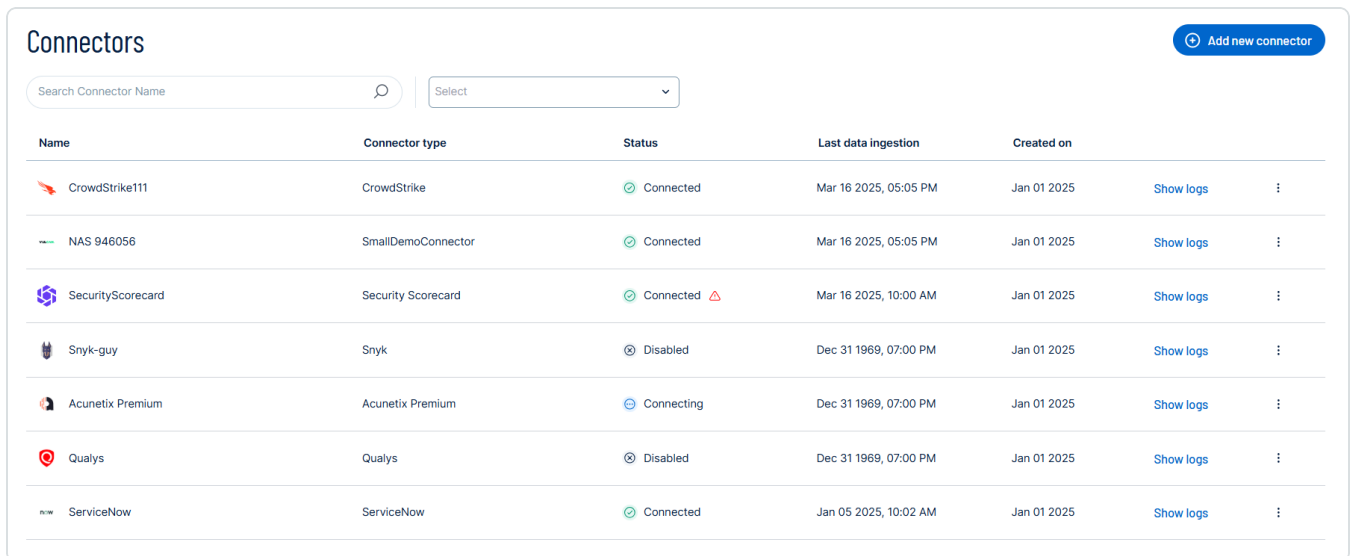 Connectors
Add new connector
Search Connector Name
Select
Name Connector type Status Last data ingestion Created on
CrowdStrike111 CrowdStrike Connected Mar 16 2025, 05:05 PM Jan 01 2025 Show logs
NAS 946056 SmallDemoConnector Connected Mar 16 2025, 05:05 PM Jan 01 2025 Show logs
SecurityScorecard Security Scorecard Connected Mar 16 2025, 10:00 AM Jan 01 2025 Show logs
Snyk-guy Snyk Disabled Dec 31 1969, 07:00 PM Jan 01 2025 Show logs
Acunetix Premium Acunetix Premium Connecting Dec 31 1969, 07:00 PM Jan 01 2025 Show logs
Qualys Qualys Disabled Dec 31 1969, 07:00 PM Jan 01 2025 Show logs
now ServiceNow ServiceNow Connected Jan 05 2025, 10:02 AM Jan 01 2025 Show logs